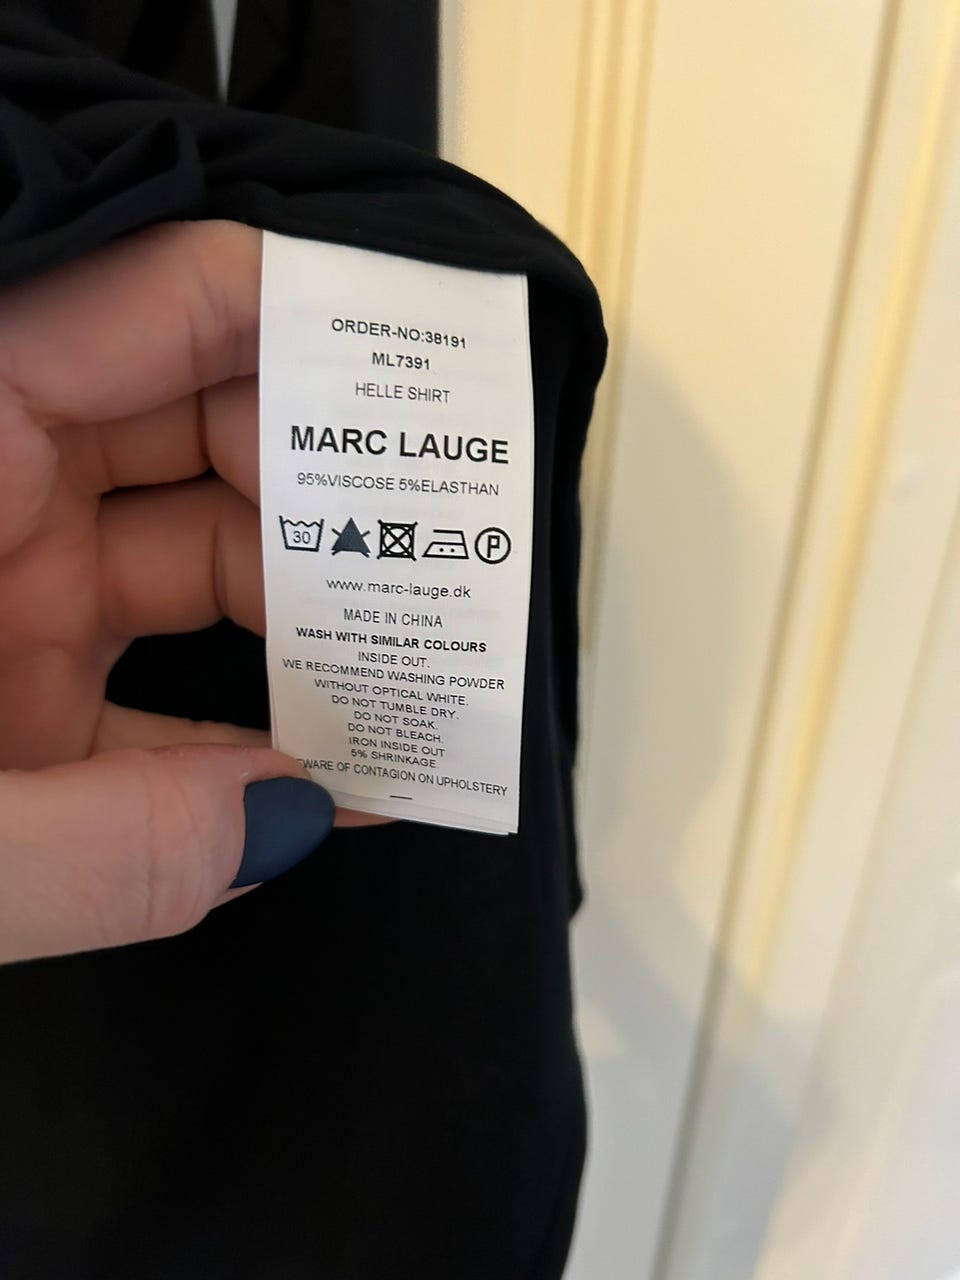 ORDER-NO:38191
ML7391
HELLE SHIRT
MARC LAUGE
95%VISCOSE 5%ELASTHAN
30 P
www.marc-lauge.dk
MADE IN CHINA
WASH WITH SIMILAR COLOURS
INSIDE OUT.
WE RECOMMEND WASHING POWDER
WITHOUT OPTICAL WHITE.
DO NOT TUMBLE DRY.
DO NOT SOAK.
DO NOT BLEACH.
IRON INSIDE OUT
5% SHRINKAGE
EWARE OF CONTAGION ON UPHOLSTERY